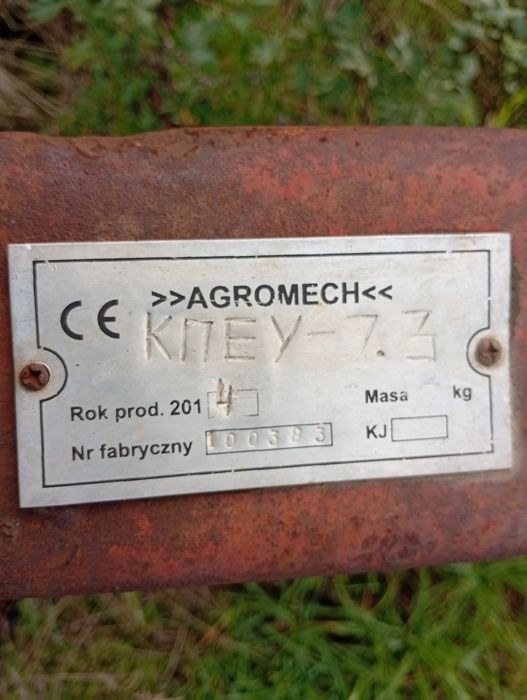 >>AGROMECH<<
CE
КПЕУ-7.3
Rok prod. 2014
Masa kg
Nr fabryczny 100383
KJ